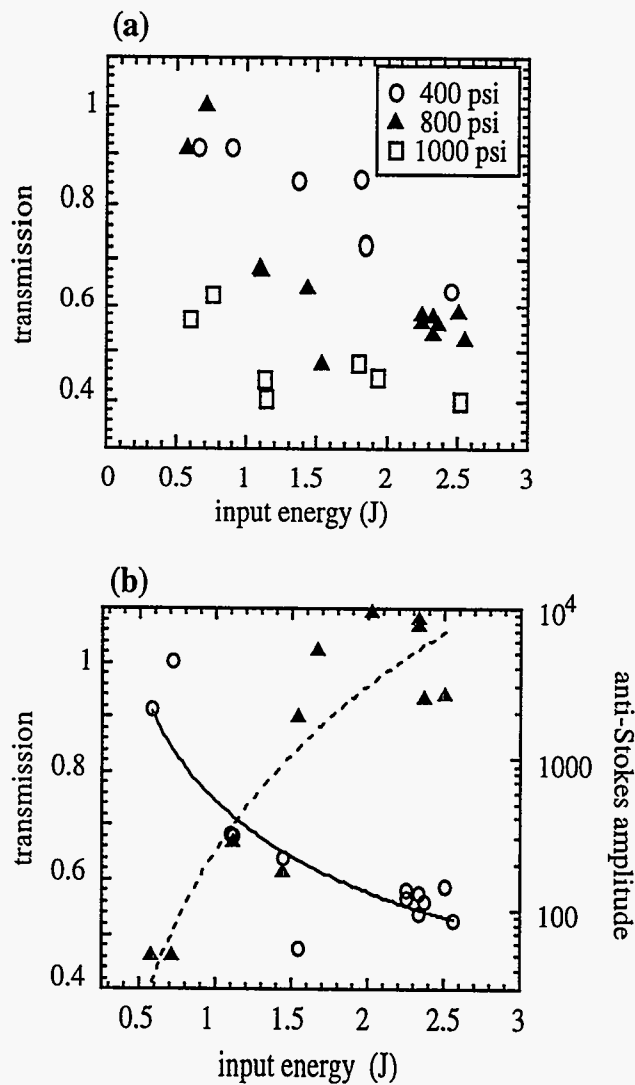 (a)
○ 400 psi
▲ 800 psi
□ 1000 psi
1
0.8
0.6
0.4
transmission
0 0.5 1 1.5 2 2.5 3
input energy (J)
(b)
1
0.8
0.6
0.4
transmission
10^4
1000
100
anti-Stokes amplitude
0.5 1 1.5 2 2.5 3
input energy (J)